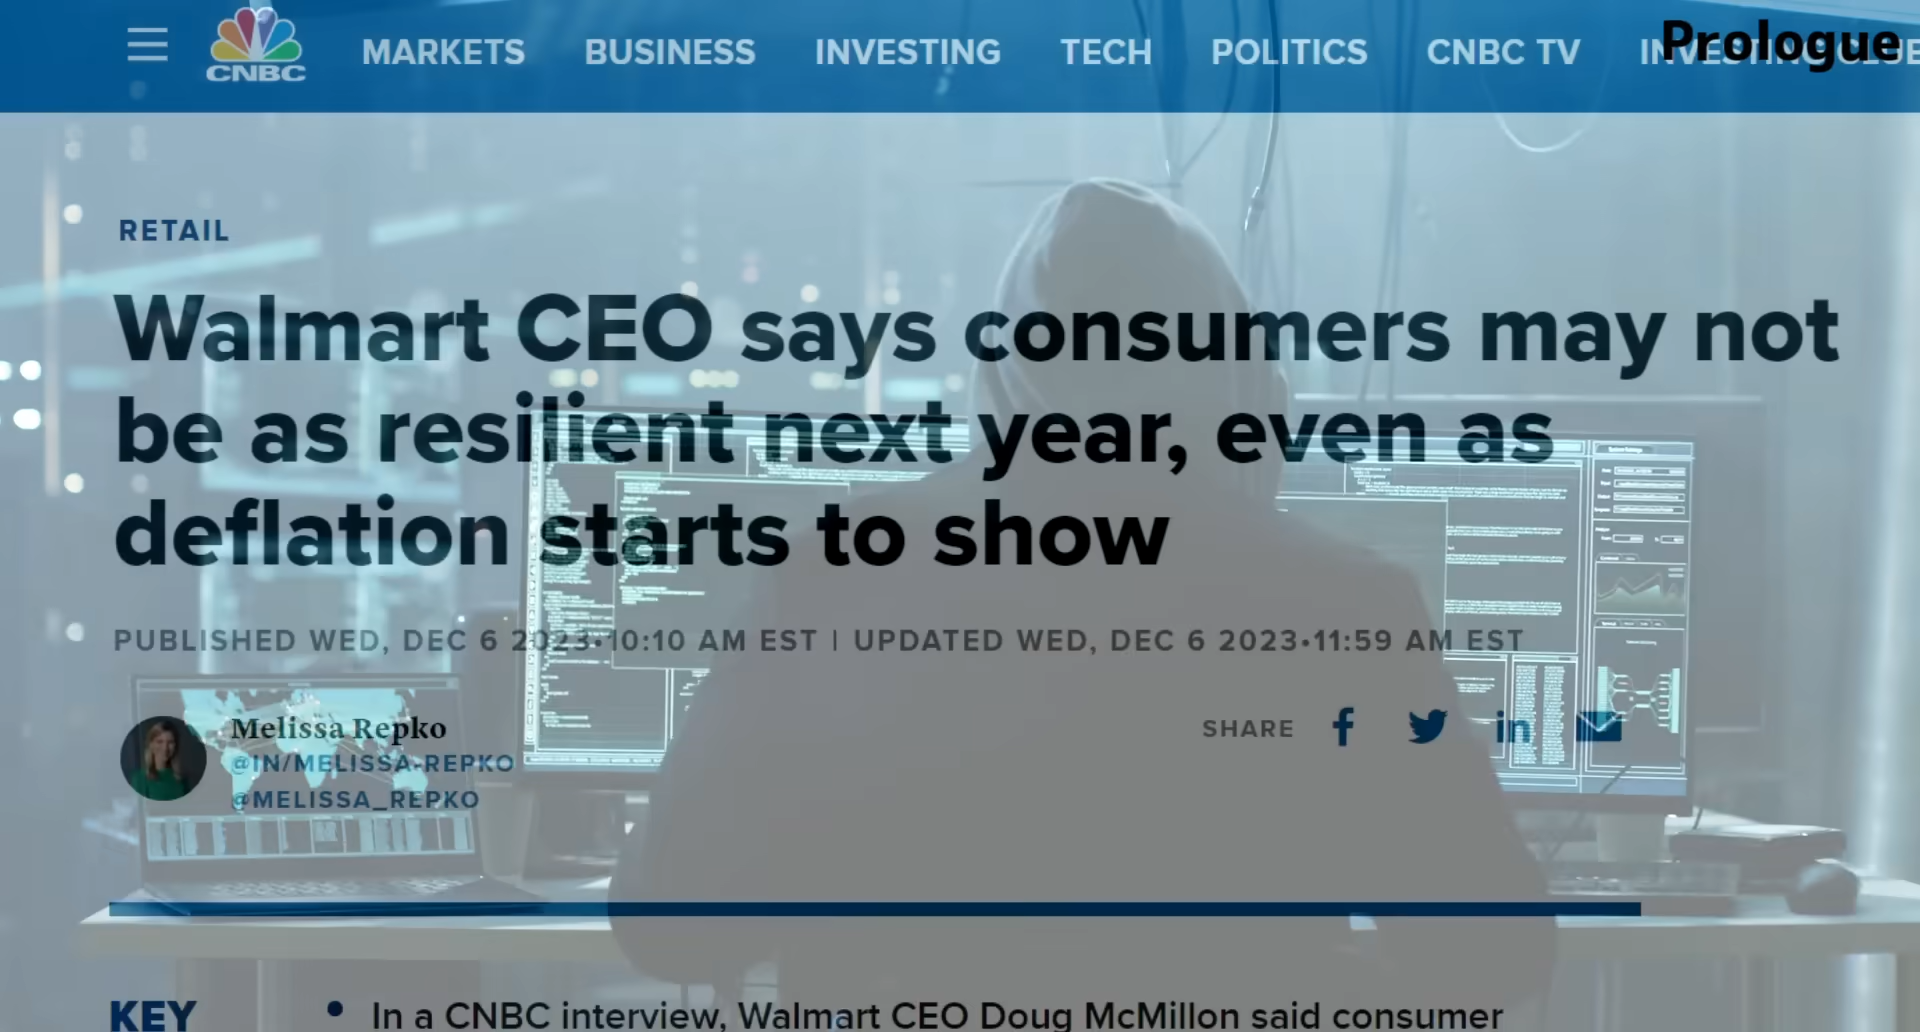 Prologue
CNBC MARKETS BUSINESS INVESTING TECH POLITICS CNBC TV
RETAIL
Walmart CEO says consumers may not
be as resilient next year, even as
deflation starts to show
PUBLISHED WED, DEC 6 2023•10:10 AM EST | UPDATED WED, DEC 6 2023•11:59 AM EST
Melissa Repko
@IN/MELISSA-REPKO
@MELISSA_REPKO
SHARE
KEY
In a CNBC interview, Walmart CEO Doug McMillon said consumer